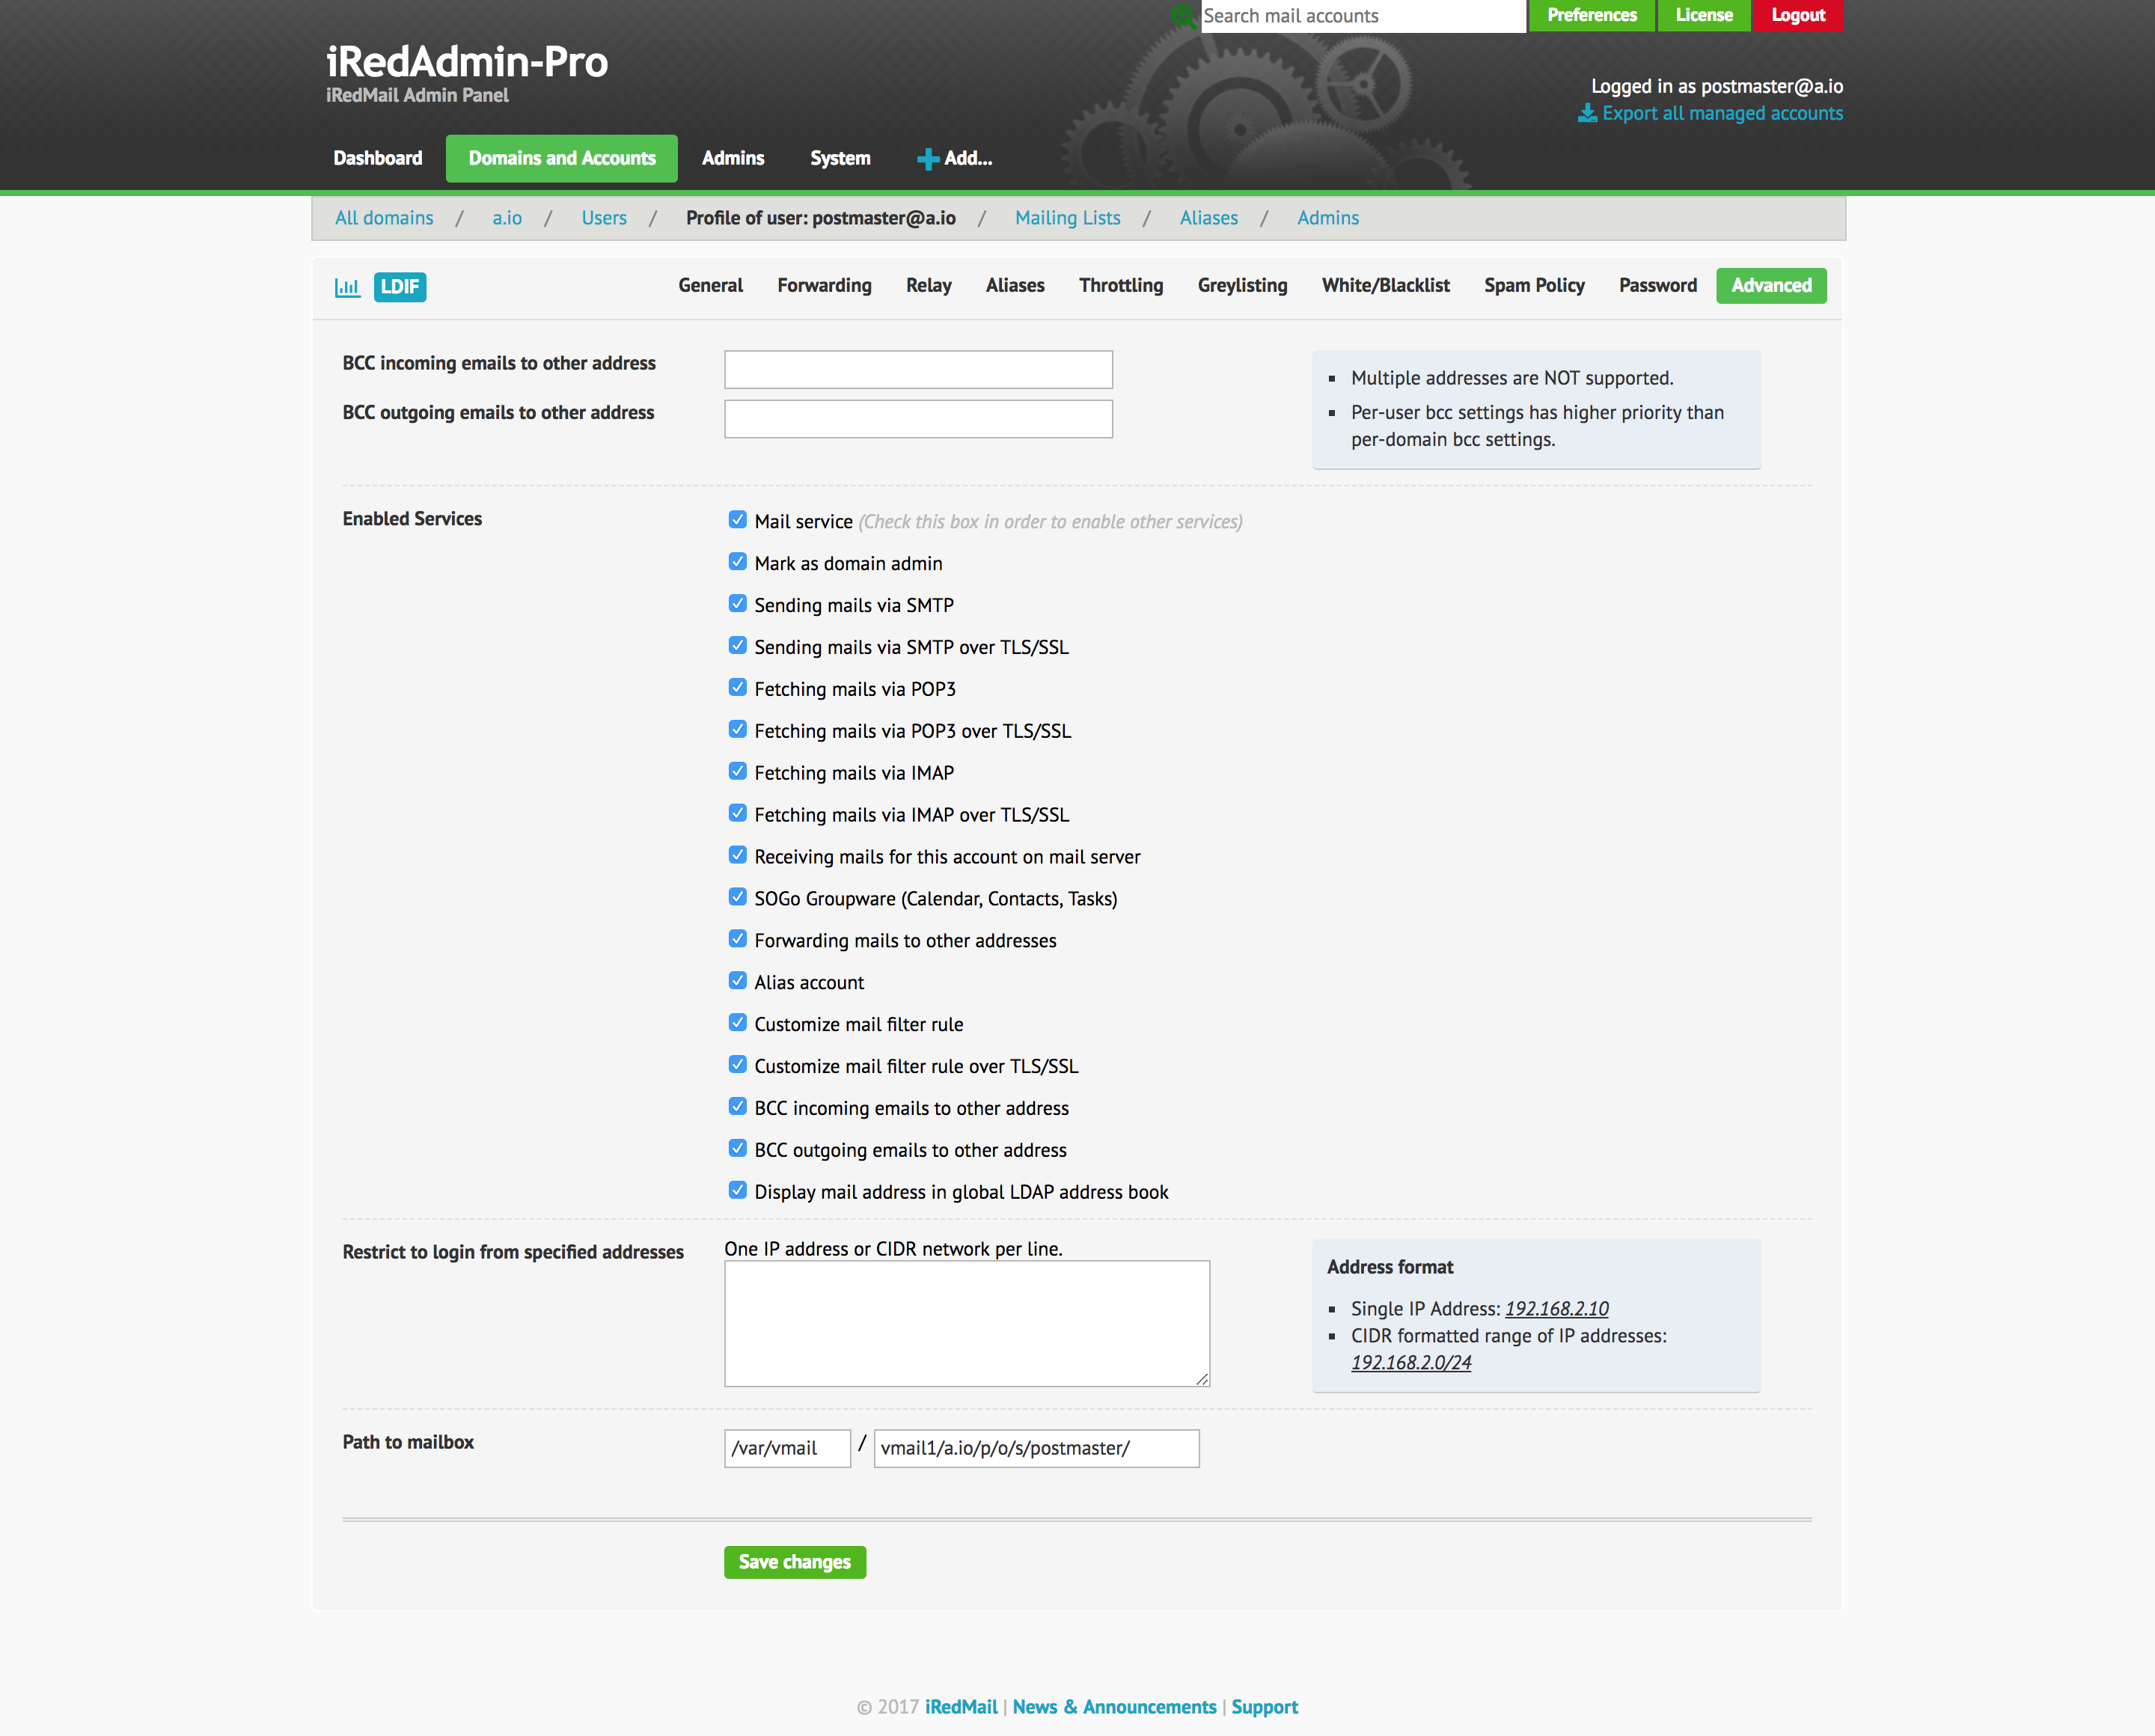 Search mail accounts
Preferences
License
Logout
iRedAdmin-Pro
iRedMail Admin Panel
Logged in as postmaster@a.io
Export all managed accounts
Dashboard
Domains and Accounts
Admins
System
Add...
All domains / a.io / Users / Profile of user: postmaster@a.io / Mailing Lists / Aliases / Admins
LDIF
General
Forwarding
Relay
Aliases
Throttling
Greylisting
White/Blacklist
Spam Policy
Password
Advanced
BCC incoming emails to other address
BCC outgoing emails to other address
Multiple addresses are NOT supported.
Per-user bcc settings has higher priority than
per-domain bcc settings.
Enabled Services
Mail service (Check this box in order to enable other services)
Mark as domain admin
Sending mails via SMTP
Sending mails via SMTP over TLS/SSL
Fetching mails via POP3
Fetching mails via POP3 over TLS/SSL
Fetching mails via IMAP
Fetching mails via IMAP over TLS/SSL
Receiving mails for this account on mail server
SOGo Groupware (Calendar, Contacts, Tasks)
Forwarding mails to other addresses
Alias account
Customize mail filter rule
Customize mail filter rule over TLS/SSL
BCC incoming emails to other address
BCC outgoing emails to other address
Display mail address in global LDAP address book
Restrict to login from specified addresses
One IP address or CIDR network per line.
Address format
Single IP Address: 192.168.2.10
CIDR formatted range of IP addresses:
192.168.2.0/24
Path to mailbox
/var/vmail / vmail1/a.io/p/o/s/postmaster/
Save changes
© 2017 iRedMail | News & Announcements | Support